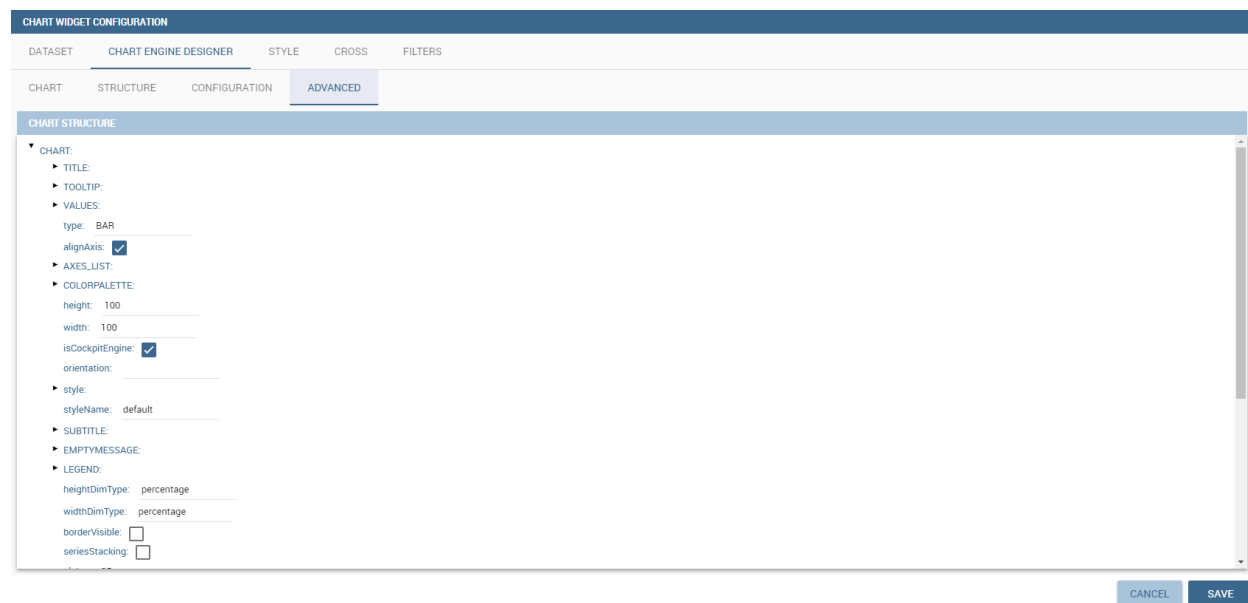 CHART WIDGET CONFIGURATION
DATASET CHART ENGINE DESIGNER STYLE CROSS FILTERS
CHART STRUCTURE CONFIGURATION ADVANCED
CHART STRUCTURE
CHART:
TITLE:
TOOLTIP:
VALUES:
type: BAR
alignAxis:
AXES_LIST:
COLORPALETTE:
height: 100
width: 100
isCockpitEngine:
orientation:
style:
styleName: default
SUBTITLE:
EMPTYMESSAGE:
LEGEND:
heightDimType: percentage
widthDimType: percentage
borderVisible:
seriesStacking:
CANCEL SAVE